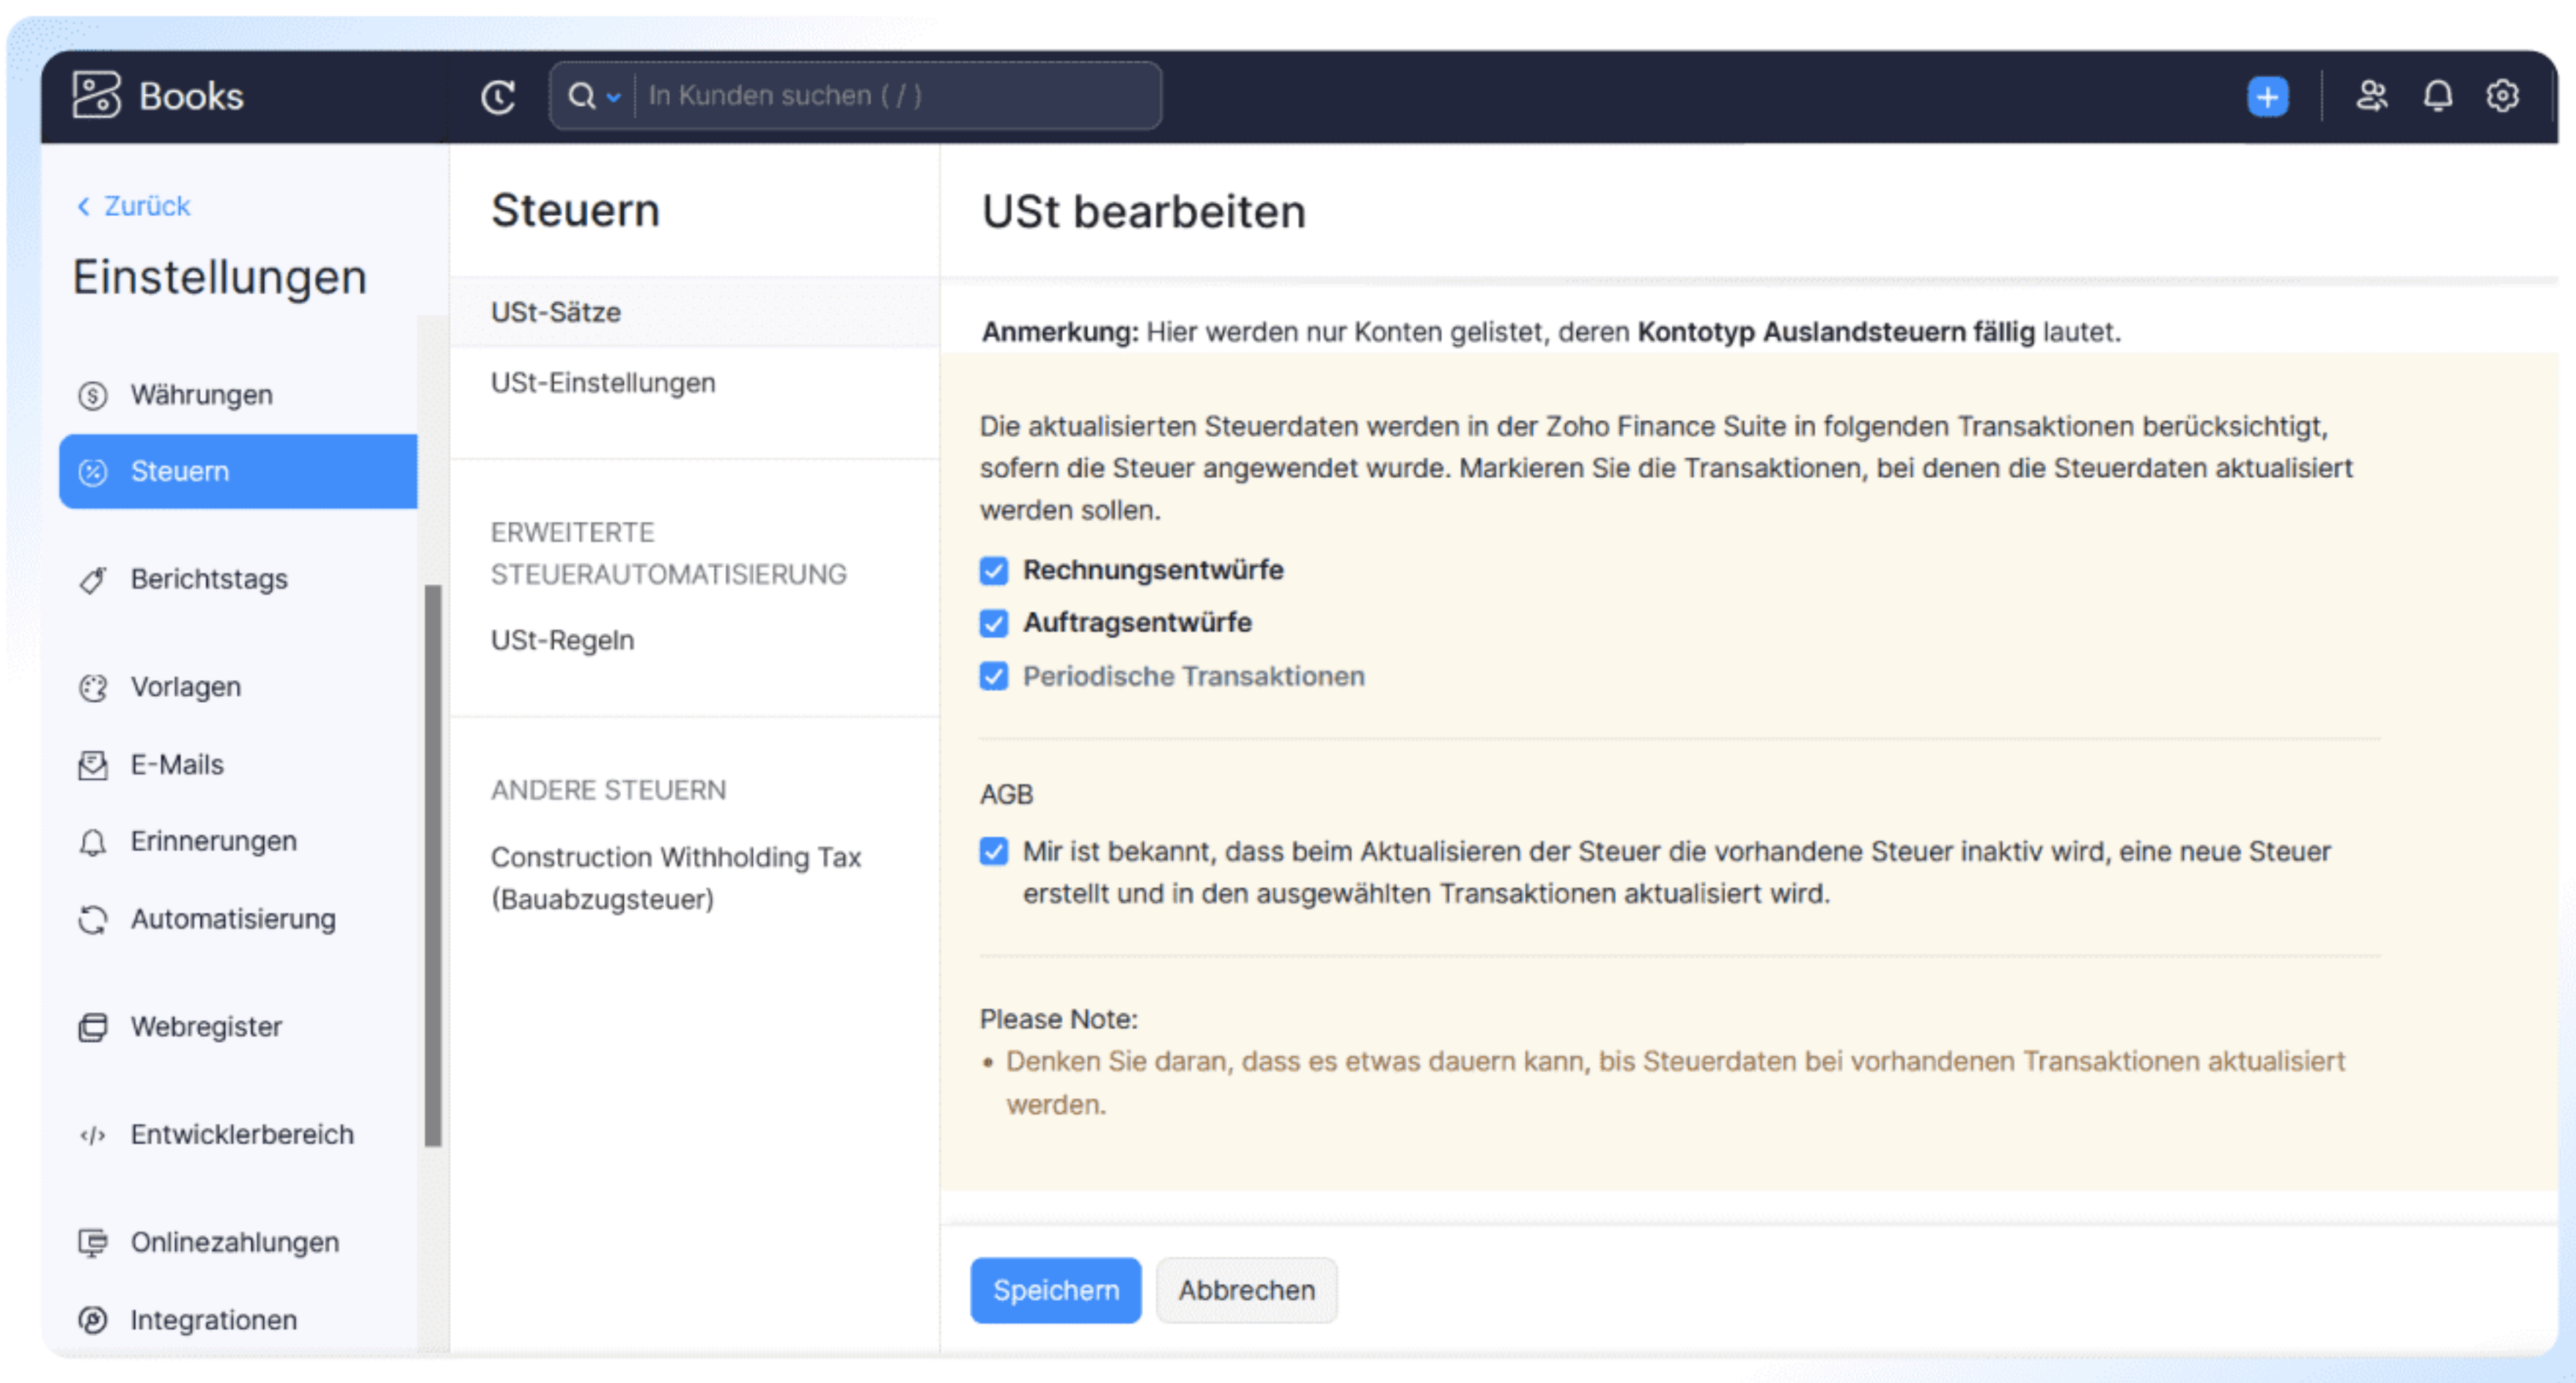 Books
In Kunden suchen ( / )
Zurück
Einstellungen
Währungen
Steuern
Berichtstags
Vorlagen
E-Mails
Erinnerungen
Automatisierung
Webregister
Entwicklerbereich
Onlinezahlungen
Integrationen
Steuern
USt-Sätze
USt-Einstellungen
ERWEITERTE
STEUERAUTOMATISIERUNG
USt-Regeln
ANDERE STEUERN
Construction Withholding Tax
(Bauabzugsteuer)
USt bearbeiten
Anmerkung: Hier werden nur Konten gelistet, deren Kontotyp Auslandsteuern fällig lautet.
Die aktualisierten Steuerdaten werden in der Zoho Finance Suite in folgenden Transaktionen berücksichtigt,
sofern die Steuer angewendet wurde. Markieren Sie die Transaktionen, bei denen die Steuerdaten aktualisiert
werden sollen.
Rechnungsentwürfe
Auftragsentwürfe
Periodische Transaktionen
AGB
Mir ist bekannt, dass beim Aktualisieren der Steuer die vorhandene Steuer inaktiv wird, eine neue Steuer
erstellt und in den ausgewählten Transaktionen aktualisiert wird.
Please Note:
• Denken Sie daran, dass es etwas dauern kann, bis Steuerdaten bei vorhandenen Transaktionen aktualisiert
werden.
Speichern
Abbrechen